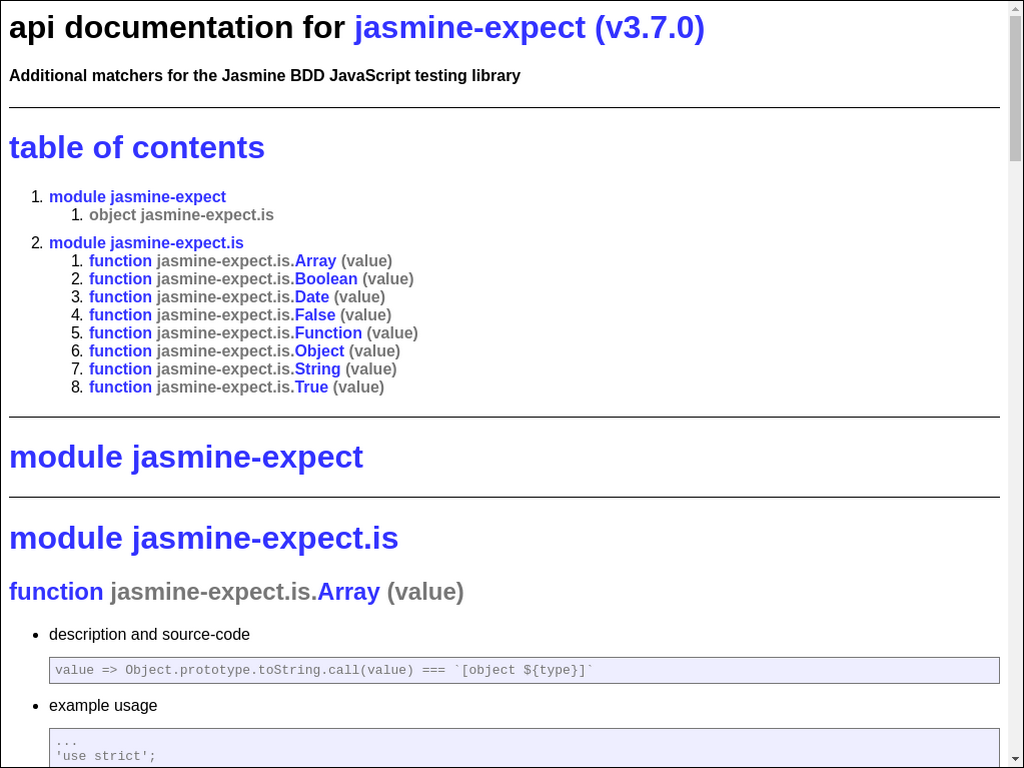 api documentation for jasmine-expect (v3.7.0)
Additional matchers for the Jasmine BDD JavaScript testing library
table of contents
1. module jasmine-expect
1. object jasmine-expect.is
2. module jasmine-expect.is
1. function jasmine-expect.is.Array (value)
2. function jasmine-expect.is.Boolean (value)
3. function jasmine-expect.is.Date (value)
4. function jasmine-expect.is.False (value)
5. function jasmine-expect.is.Function (value)
6. function jasmine-expect.is.Object (value)
7. function jasmine-expect.is.String (value)
8. function jasmine-expect.is.True (value)
module jasmine-expect
module jasmine-expect.is
function jasmine-expect.is.Array (value)
• description and source-code
value => Object.prototype.toString.call(value) === `[object ${type}]`
• example usage
...
'use strict';